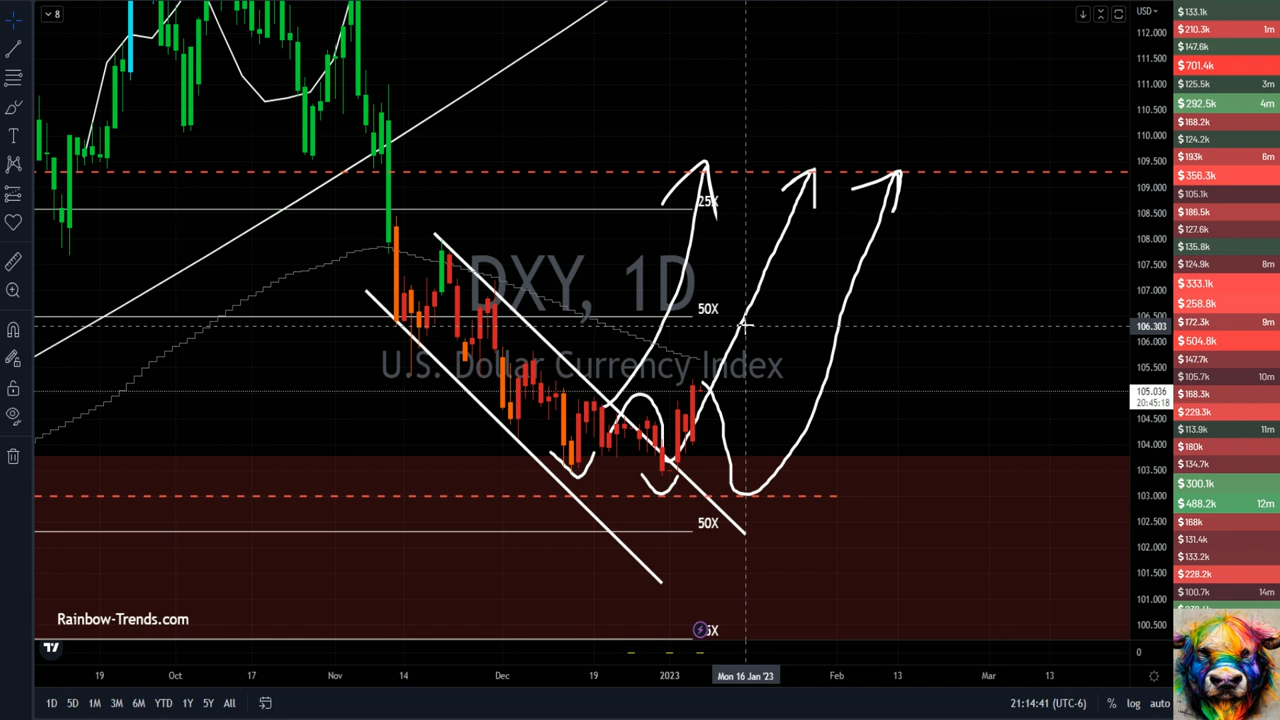 8
DXY, 1D
U.S. Dollar Currency Index
25X
50X
50X
Rainbow-Trends.com
USD
112.000
111.500
111.000
110.500
110.000
109.500
109.000
108.500
108.000
107.500
107.000
106.500
106.303
106.000
105.500
105.036
20:45:18
104.500
104.000
103.500
103.000
102.500
102.000
101.500
101.000
100.500
0
19
Oct
17
Nov
14
Dec
19
2023
Mon 16 Jan '23
Feb
13
Mar
13
1D 5D 1M 3M 6M YTD 1Y 5Y All
21:14:41 (UTC-6) % log auto
$133.1k
$210.3k 1m
$147.6k
$701.4k
$125.5k 3m
$292.5k 4m
$168.2k
$124.2k
$193k 6m
$356.3k
$105.1k
$186.5k
$127.6k
$135.8k
$124.9k 8m
$333.1k
$258.8k
$172.3k 9m
$504.8k
$147.7k
$105.7k 10m
$168.3k
$229.3k
$113.9k 11m
$180k
$134.7k
$300.1k
$488.2k 12m
$168k
$131.4k
$133.2k
$228.2k
$100.7k 14m